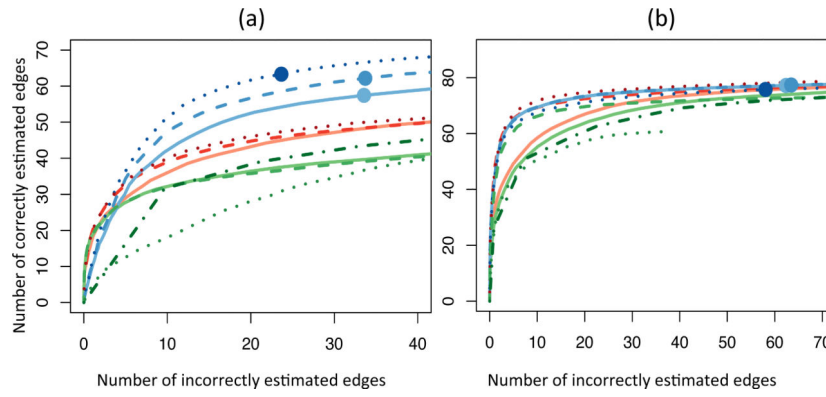 (a)
(b)
Number of correctly estimated edges
70
60
50
40
30
20
10
0
0 10 20 30 40
80
60
40
20
0
0 10 20 30 40 50 60 70
Number of incorrectly estimated edges
Number of incorrectly estimated edges